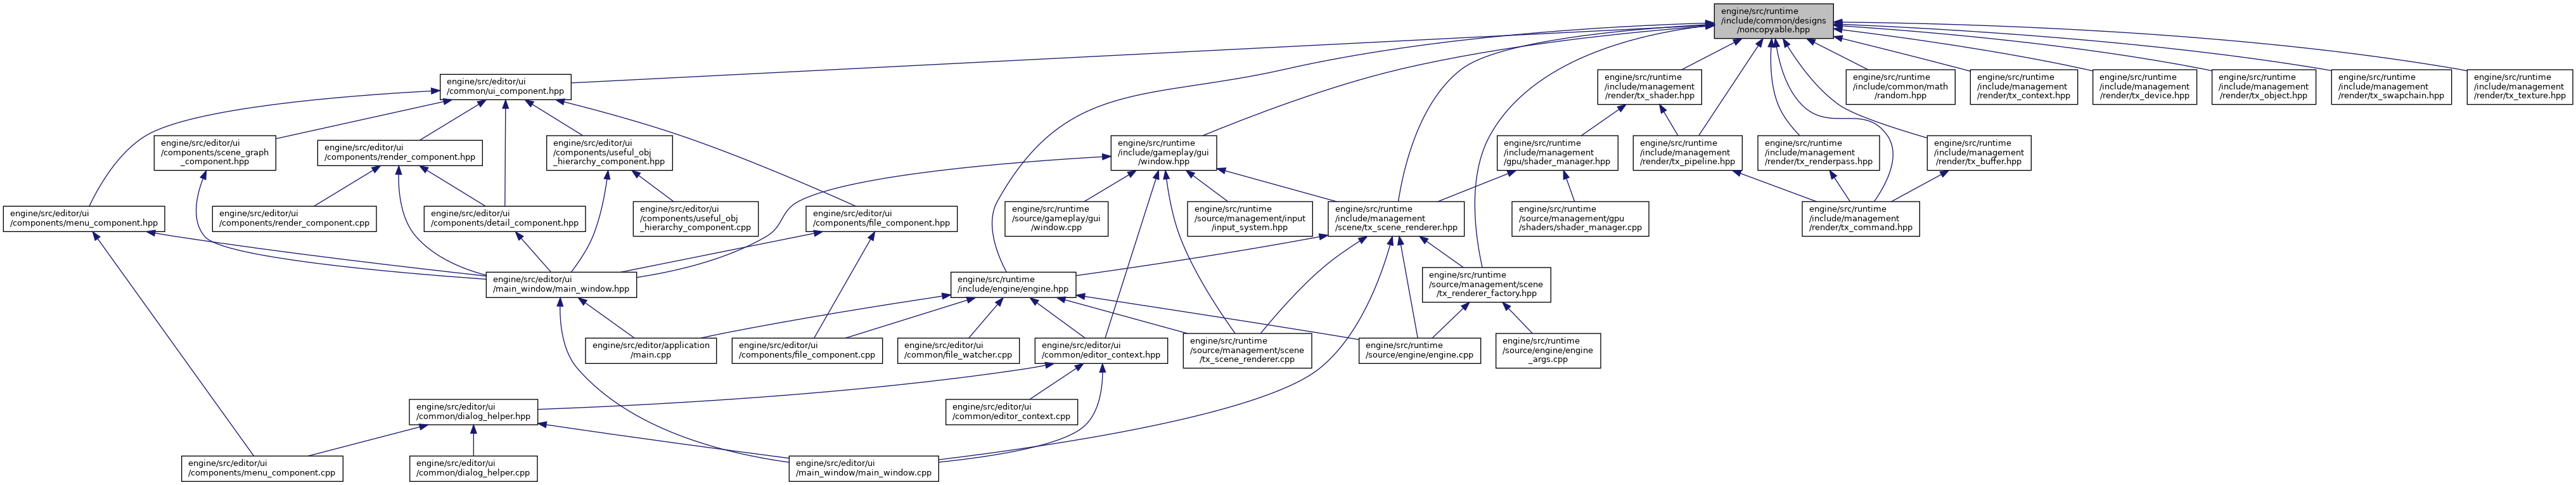 engine/src/runtime
/include/common/designs
/noncopyable.hpp
engine/src/editor/ui
/common/ui_component.hpp
engine/src/runtime
/include/management
/render/tx_shader.hpp
engine/src/runtime
/include/common/math
/random.hpp
engine/src/runtime
/include/management
/render/tx_context.hpp
engine/src/runtime
/include/management
/render/tx_device.hpp
engine/src/runtime
/include/management
/render/tx_object.hpp
engine/src/runtime
/include/management
/render/tx_swapchain.hpp
engine/src/runtime
/include/management
/render/tx_texture.hpp
engine/src/editor/ui
/components/scene_graph
_component.hpp
engine/src/editor/ui
/components/render_component.hpp
engine/src/editor/ui
/components/useful_obj
_hierarchy_component.hpp
engine/src/runtime
/include/gameplay/gui
/window.hpp
engine/src/runtime
/include/management
/gpu/shader_manager.hpp
engine/src/runtime
/include/management
/render/tx_pipeline.hpp
engine/src/runtime
/include/management
/render/tx_renderpass.hpp
engine/src/runtime
/include/management
/render/tx_buffer.hpp
engine/src/editor/ui
/components/menu_component.hpp
engine/src/editor/ui
/components/render_component.cpp
engine/src/editor/ui
/components/detail_component.hpp
engine/src/editor/ui
/components/useful_obj
_hierarchy_component.cpp
engine/src/editor/ui
/components/file_component.hpp
engine/src/runtime
/source/gameplay/gui
/window.cpp
engine/src/runtime
/source/management/input
/input_system.hpp
engine/src/runtime
/include/management
/scene/tx_scene_renderer.hpp
engine/src/runtime
/source/management/gpu
/shaders/shader_manager.cpp
engine/src/runtime
/include/management
/render/tx_command.hpp
engine/src/editor/ui
/main_window/main_window.hpp
engine/src/runtime
/include/engine/engine.hpp
engine/src/runtime
/source/management/scene
/tx_renderer_factory.hpp
engine/src/editor/application
/main.cpp
engine/src/editor/ui
/components/file_component.cpp
engine/src/editor/ui
/common/file_watcher.cpp
engine/src/editor/ui
/common/editor_context.hpp
engine/src/runtime
/source/management/scene
/tx_scene_renderer.cpp
engine/src/runtime
/source/engine/engine.cpp
engine/src/runtime
/source/engine/engine
_args.cpp
engine/src/editor/ui
/common/dialog_helper.hpp
engine/src/editor/ui
/common/editor_context.cpp
engine/src/editor/ui
/components/menu_component.cpp
engine/src/editor/ui
/common/dialog_helper.cpp
engine/src/editor/ui
/main_window/main_window.cpp